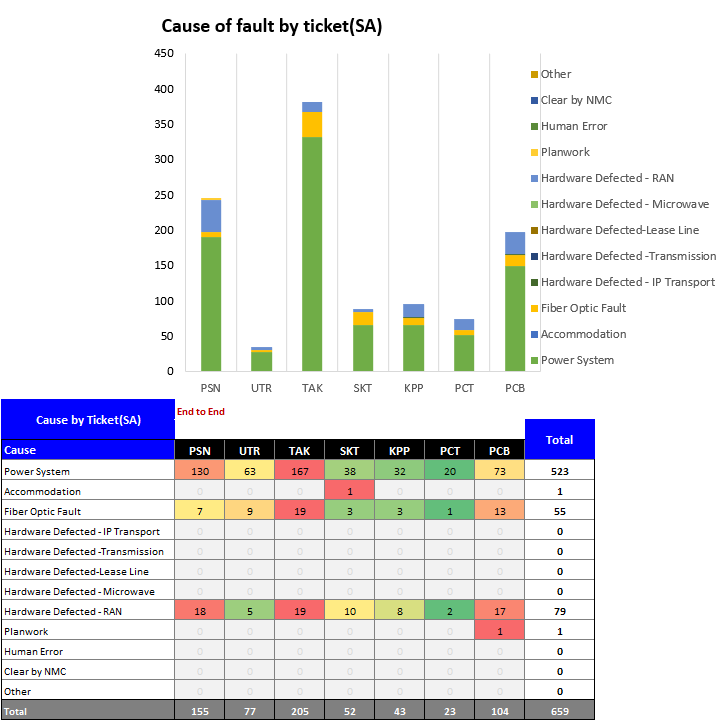 Cause of fault by ticket(SA)
450
400
350
300
250
200
150
100
50
0
PSN UTR TAK SKT KPP PCT PCB
Other
Clear by NMC
Human Error
Planwork
Hardware Defected - RAN
Hardware Defected - Microwave
Hardware Defected-Lease Line
Hardware Defected -Transmission
Hardware Defected - IP Transport
Fiber Optic Fault
Accommodation
Power System
Cause by Ticket(SA) End to End Total
Cause PSN UTR TAK SKT KPP PCT PCB
Power System 130 63 167 38 32 20 73 523
Accommodation 0 0 0 1 0 0 0 1
Fiber Optic Fault 7 9 19 3 3 1 13 55
Hardware Defected - IP Transport 0 0 0 0 0 0 0 0
Hardware Defected -Transmission 0 0 0 0 0 0 0 0
Hardware Defected-Lease Line 0 0 0 0 0 0 0 0
Hardware Defected - Microwave 0 0 0 0 0 0 0 0
Hardware Defected - RAN 18 5 19 10 8 2 17 79
Planwork 0 0 0 0 0 0 1 1
Human Error 0 0 0 0 0 0 0 0
Clear by NMC 0 0 0 0 0 0 0 0
Other 0 0 0 0 0 0 0 0
Total 155 77 205 52 43 23 104 659